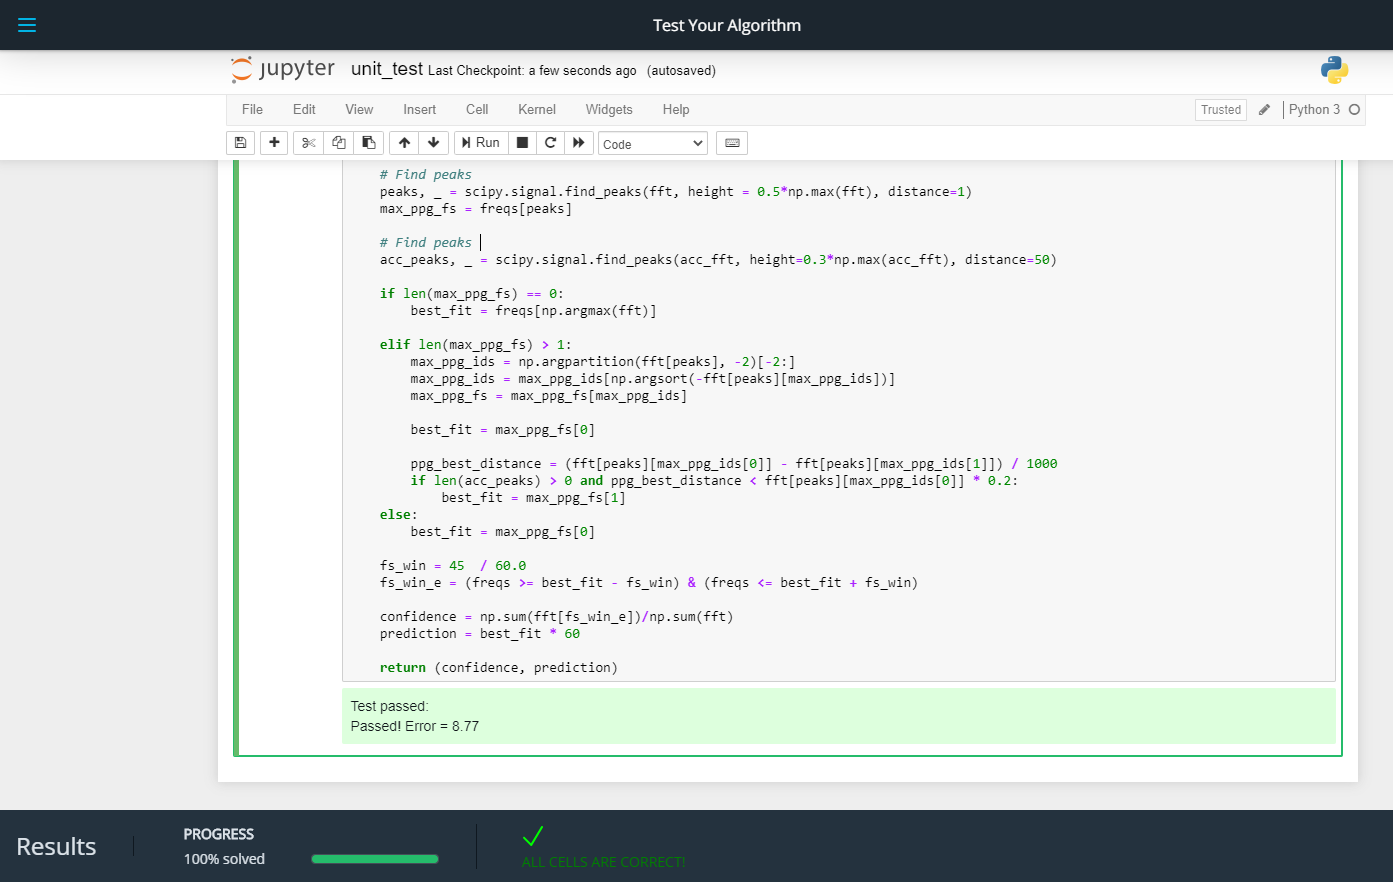 Test Your Algorithm
jupyter unit_test Last Checkpoint: a few seconds ago (autosaved)
File Edit View Insert Cell Kernel Widgets Help Trusted Python 3
Run Code
# Find peaks
peaks, _ = scipy.signal.find_peaks(fft, height = 0.5*np.max(fft), distance=1)
max_ppg_fs = freqs[peaks]
# Find peaks
acc_peaks, _ = scipy.signal.find_peaks(acc_fft, height=0.3*np.max(acc_fft), distance=50)
if len(max_ppg_fs) == 0:
best_fit = freqs[np.argmax(fft)]
elif len(max_ppg_fs) > 1:
max_ppg_ids = np.argpartition(fft[peaks], -2)[-2:]
max_ppg_ids = max_ppg_ids[np.argsort(-fft[peaks][max_ppg_ids])]
max_ppg_fs = max_ppg_fs[max_ppg_ids]
best_fit = max_ppg_fs[0]
ppg_best_distance = (fft[peaks][max_ppg_ids[0]] - fft[peaks][max_ppg_ids[1]]) / 1000
if len(acc_peaks) > 0 and ppg_best_distance < fft[peaks][max_ppg_ids[0]] * 0.2:
best_fit = max_ppg_fs[1]
else:
best_fit = max_ppg_fs[0]
fs_win = 45  / 60.0
fs_win_e = (freqs >= best_fit - fs_win) & (freqs <= best_fit + fs_win)
confidence = np.sum(fft[fs_win_e])/np.sum(fft)
prediction = best_fit * 60
return (confidence, prediction)
Test passed:
Passed! Error = 8.77
Results
PROGRESS
100% solved
ALL CELLS ARE CORRECT!